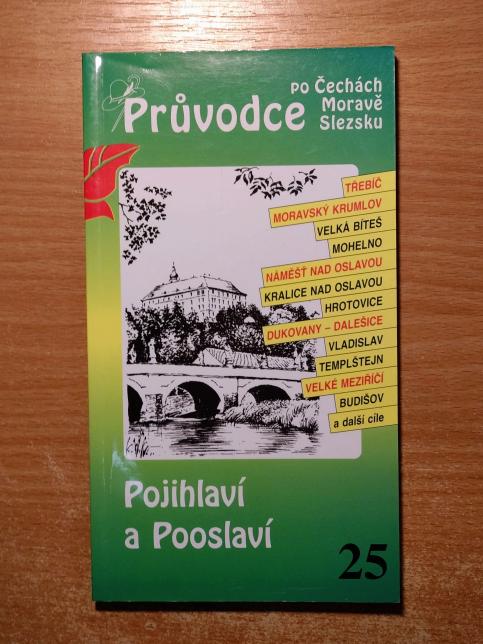 Průvodce
po Čechách
Moravě
Slezsku
TŘEBÍČ
MORAVSKÝ KRUMLOV
VELKÁ BÍTEŠ
MOHELNO
NÁMĚŠŤ NAD OSLAVOU
KRALICE NAD OSLAVOU
HROTOVICE
DUKOVANY – DALEŠICE
VLADISLAV
TEMPLŠTEJN
VELKÉ MEZIŘÍČÍ
BUDIŠOV
a další cíle
Pojihlaví
a Pooslaví
25